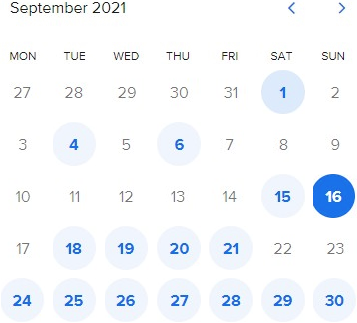 September 2021
MON TUE WED THU FRI SAT SUN
27 28 29 30 31 1 2
3 4 5 6 7 8 9
10 11 12 13 14 15 16
17 18 19 20 21 22 23
24 25 26 27 28 29 30